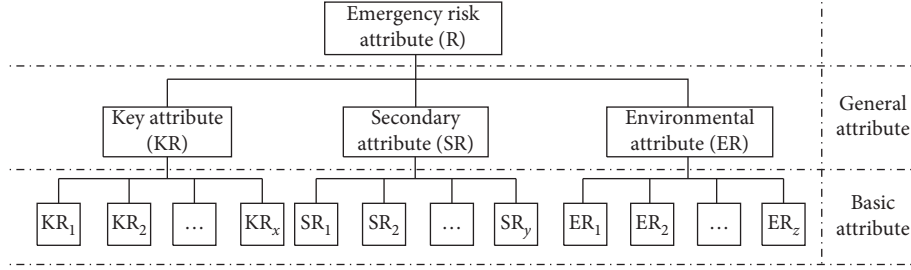 Emergency risk
attribute (R)
Key attribute
(KR)
Secondary
attribute (SR)
Environmental
attribute (ER)
General
attribute
KR1 KR2 … KRx SR1 SR2 … SRy ER1 ER2 … ERz
Basic
attribute